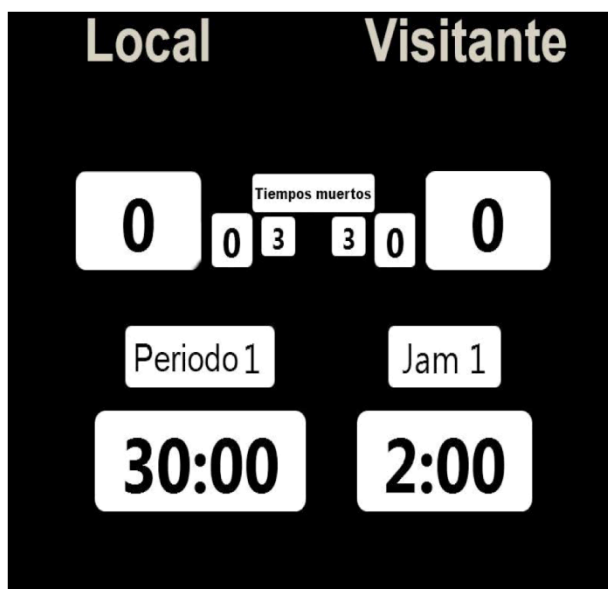 Local Visitante
Tiempos muertos
0 0 3 3 0 0
Periodo 1 Jam 1
30:00 2:00